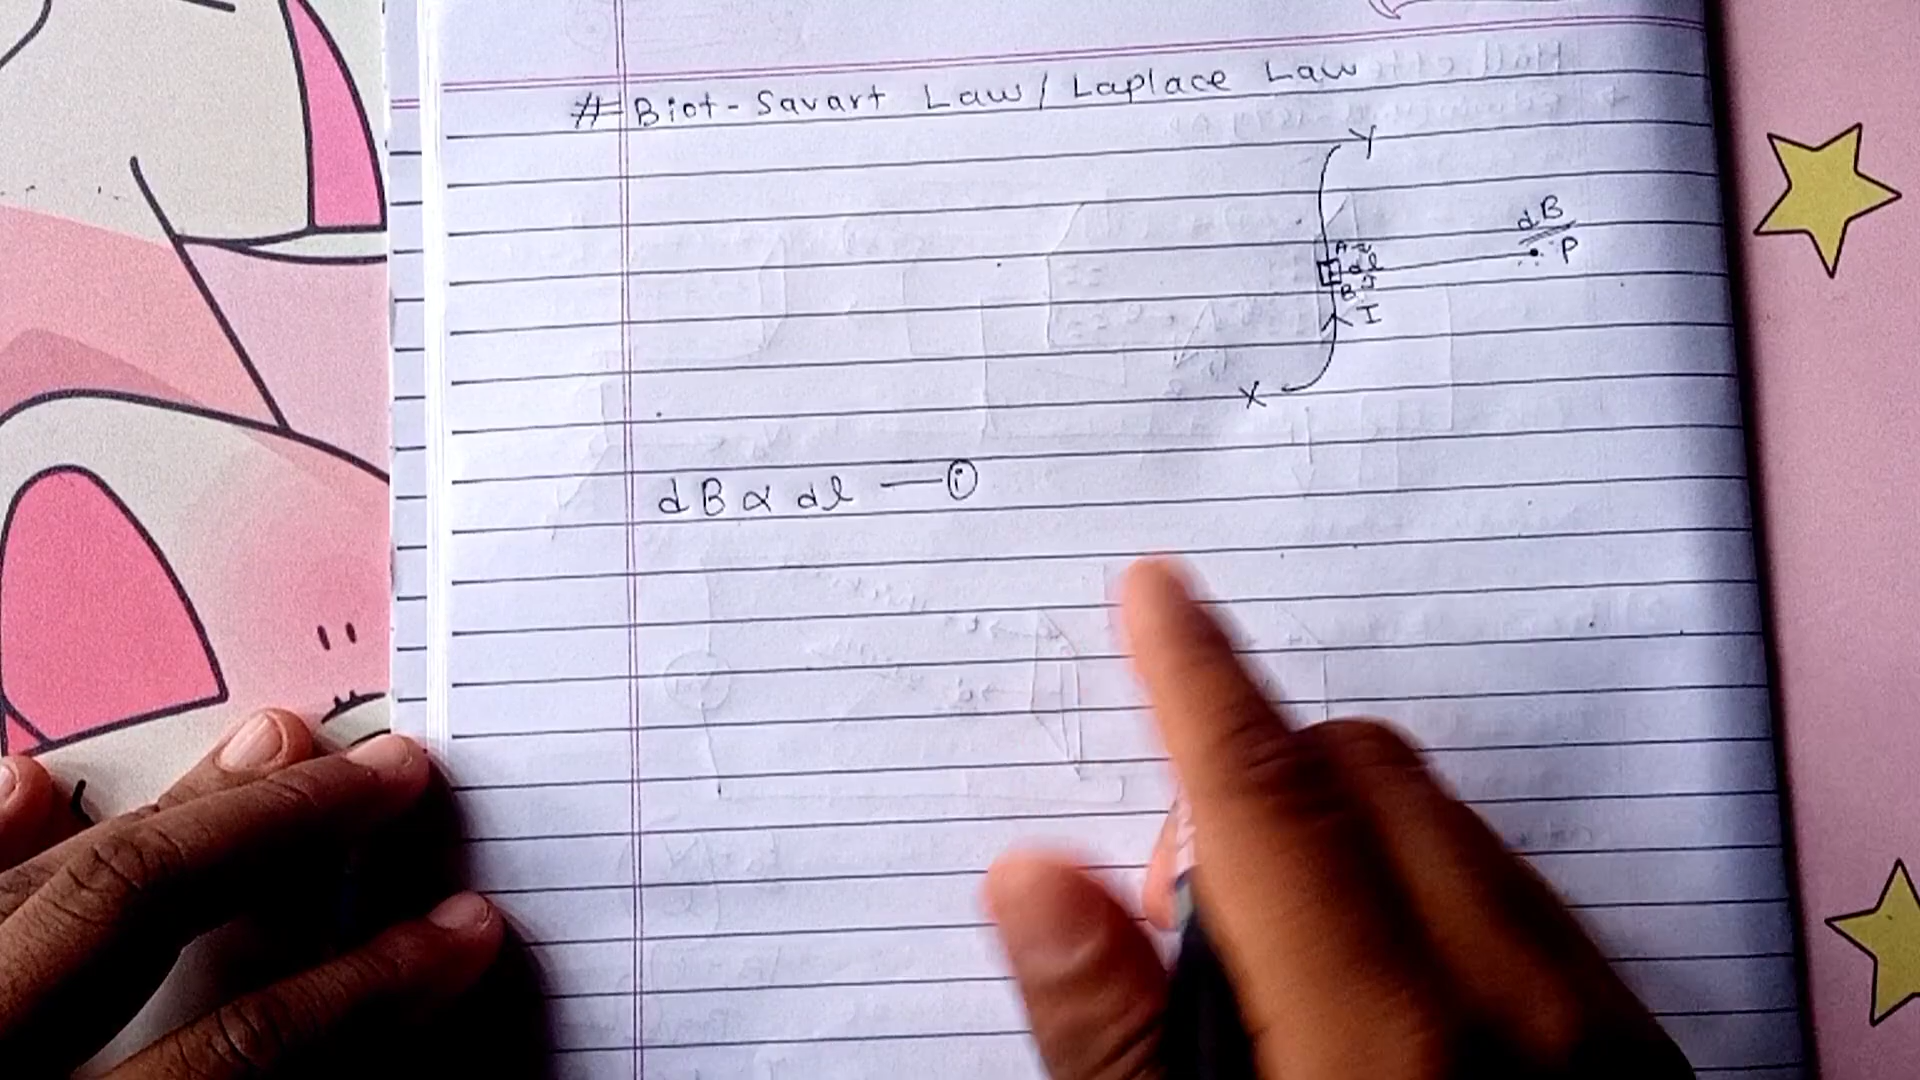 # Biot-Savart Law / Laplace Law
Y
dB
P
A
dl
B
I
X
dB ∝ dl — (i)